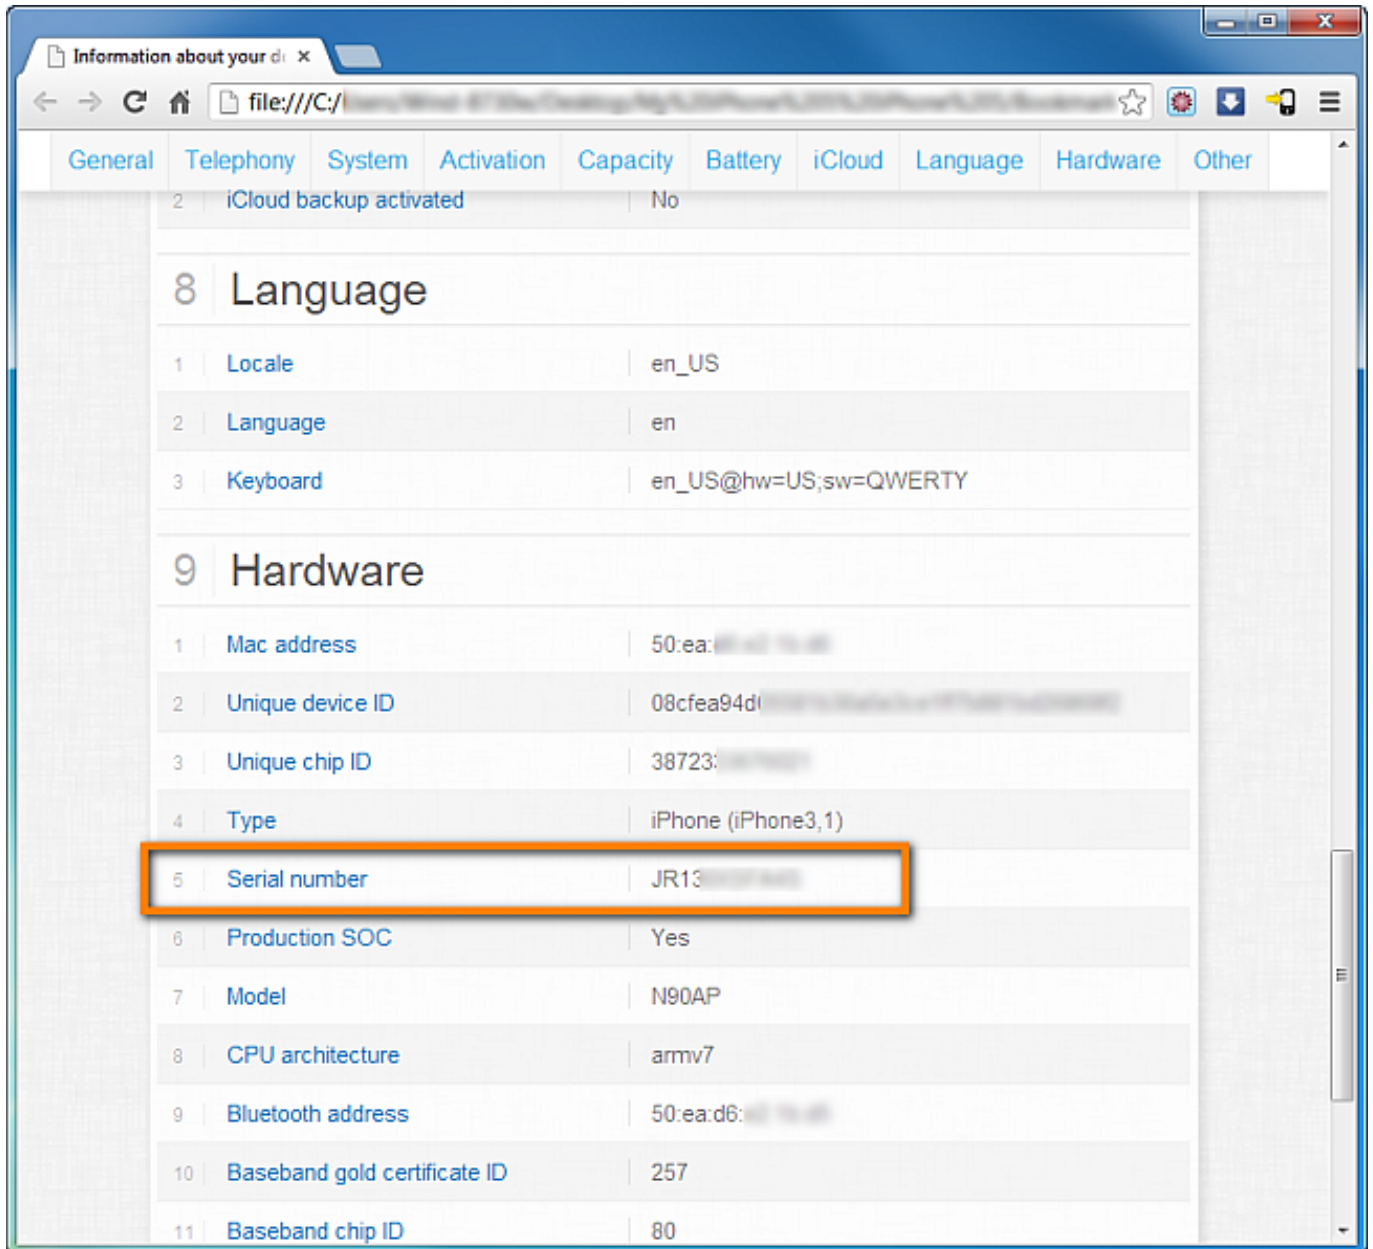 Information about your d
file:///C:/
General Telephony System Activation Capacity Battery iCloud Language Hardware Other
2 iCloud backup activated No
8 Language
1 Locale en_US
2 Language en
3 Keyboard en_US@hw=US;sw=QWERTY
9 Hardware
1 Mac address 50:ea:
2 Unique device ID 08cfea94d
3 Unique chip ID 38723
4 Type iPhone (iPhone3,1)
5 Serial number JR13
6 Production SOC Yes
7 Model N90AP
8 CPU architecture armv7
9 Bluetooth address 50:ea:d6:
10 Baseband gold certificate ID 257
11 Baseband chip ID 80